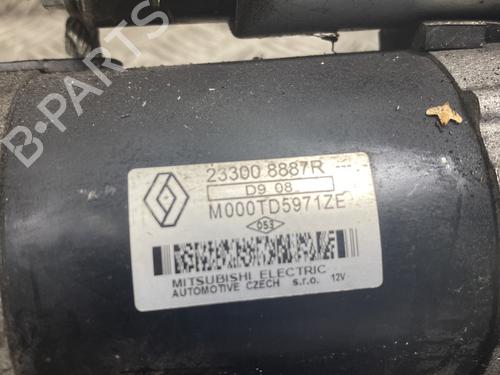 B-PARTS
23300 8887R
D9 08
M000TD5971ZE
053
MITSUBISHI ELECTRIC
AUTOMOTIVE CZECH s.r.o. 12V